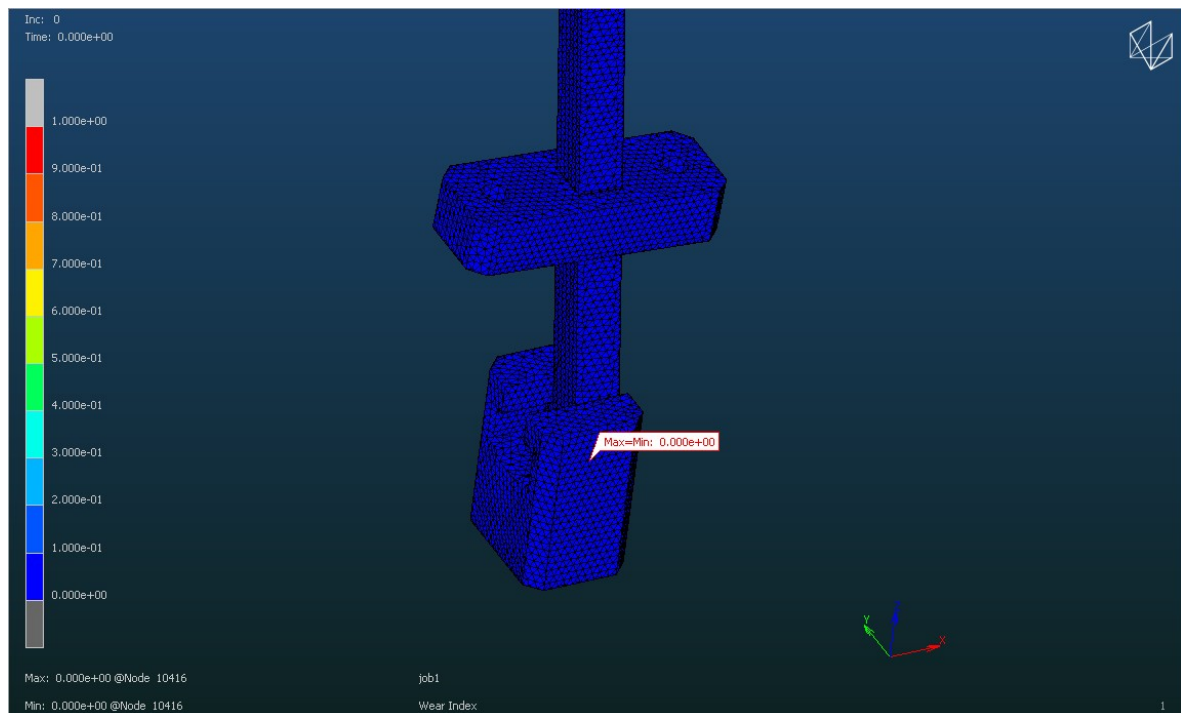 Inc: 0
Time: 0.000e+00
1.000e+00
9.000e-01
8.000e-01
7.000e-01
6.000e-01
5.000e-01
4.000e-01
3.000e-01
2.000e-01
1.000e-01
0.000e+00
Max=Min: 0.000e+00
Y
X
Max: 0.000e+00 @Node 10416
job1
Min: 0.000e+00 @Node 10416
Wear Index
1